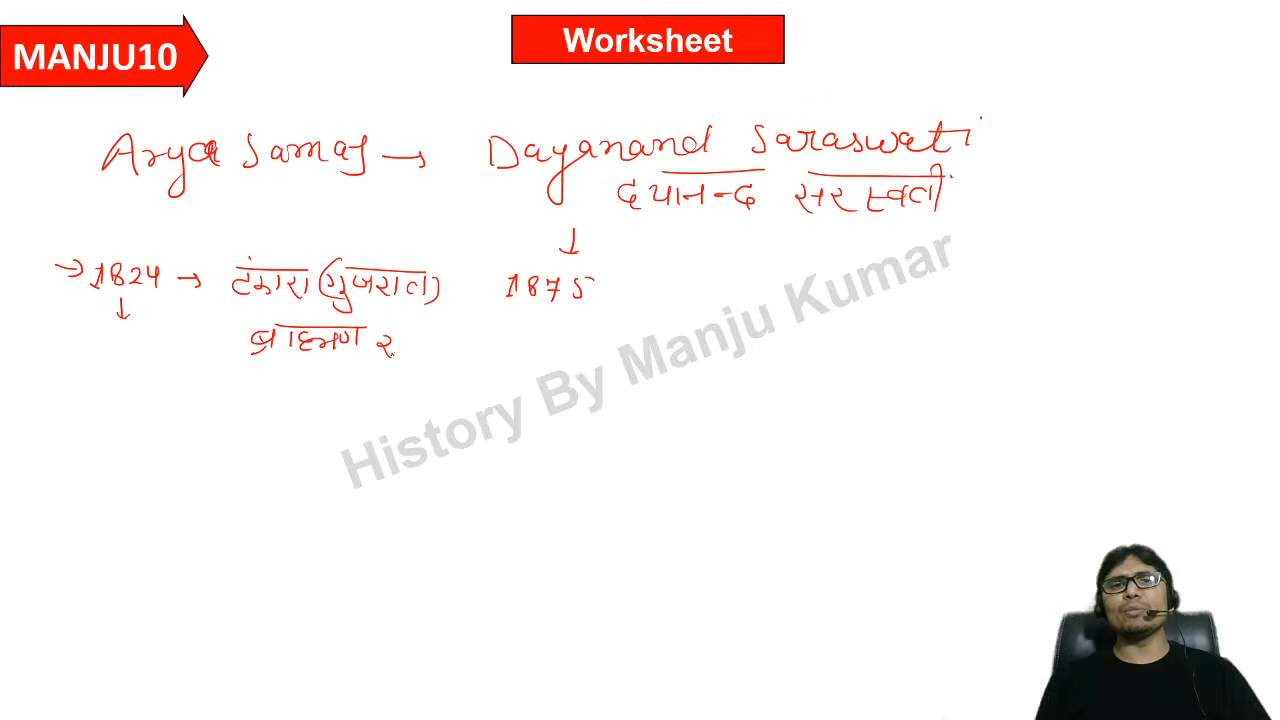 MANJU10
Worksheet
Arya Samaj → Dayanand Saraswati
दयानन्द सरस्वती
→ 1824 → टंकारा (गुजरात)
1875
ब्राह्मण
History By Manju Kumar